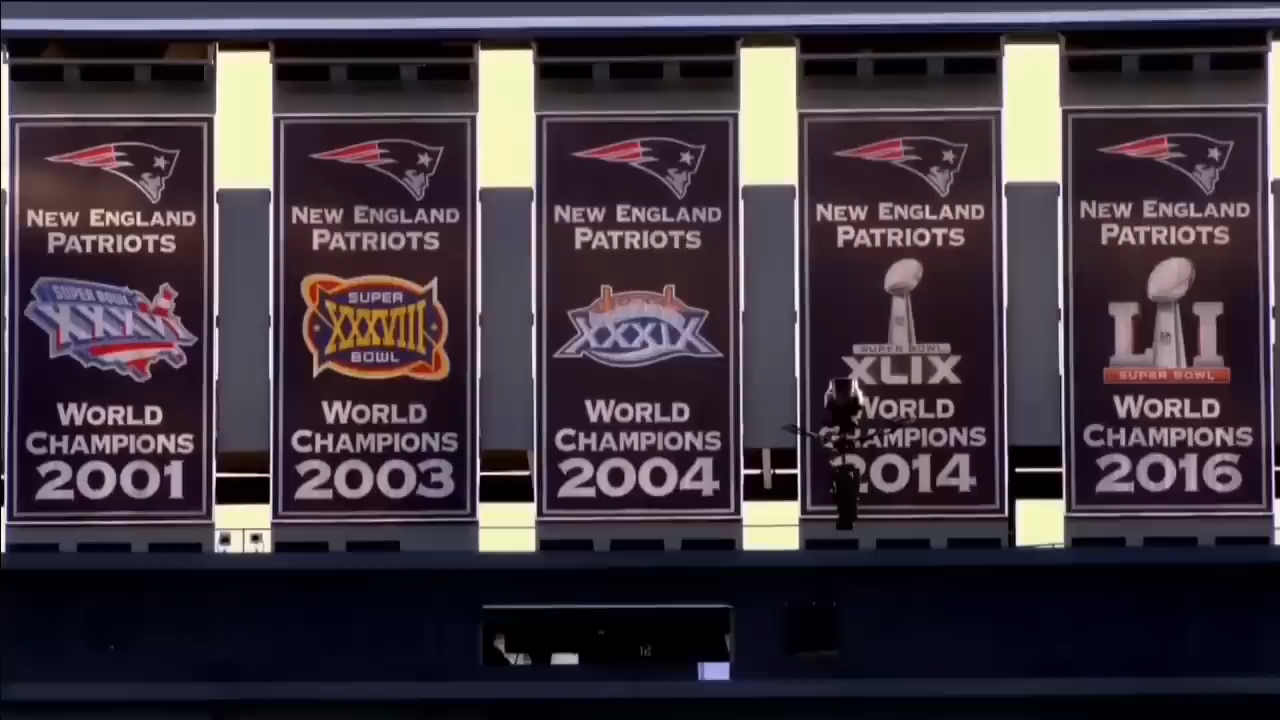 NEW ENGLAND
PATRIOTS
SUPER BOWL
XXXVI
WORLD
CHAMPIONS
2001
NEW ENGLAND
PATRIOTS
SUPER
XXXVIII
BOWL
WORLD
CHAMPIONS
2003
NEW ENGLAND
PATRIOTS
XXXIX
WORLD
CHAMPIONS
2004
NEW ENGLAND
PATRIOTS
SUPER BOWL
XLIX
WORLD
CHAMPIONS
2014
NEW ENGLAND
PATRIOTS
LI
SUPER BOWL
WORLD
CHAMPIONS
2016